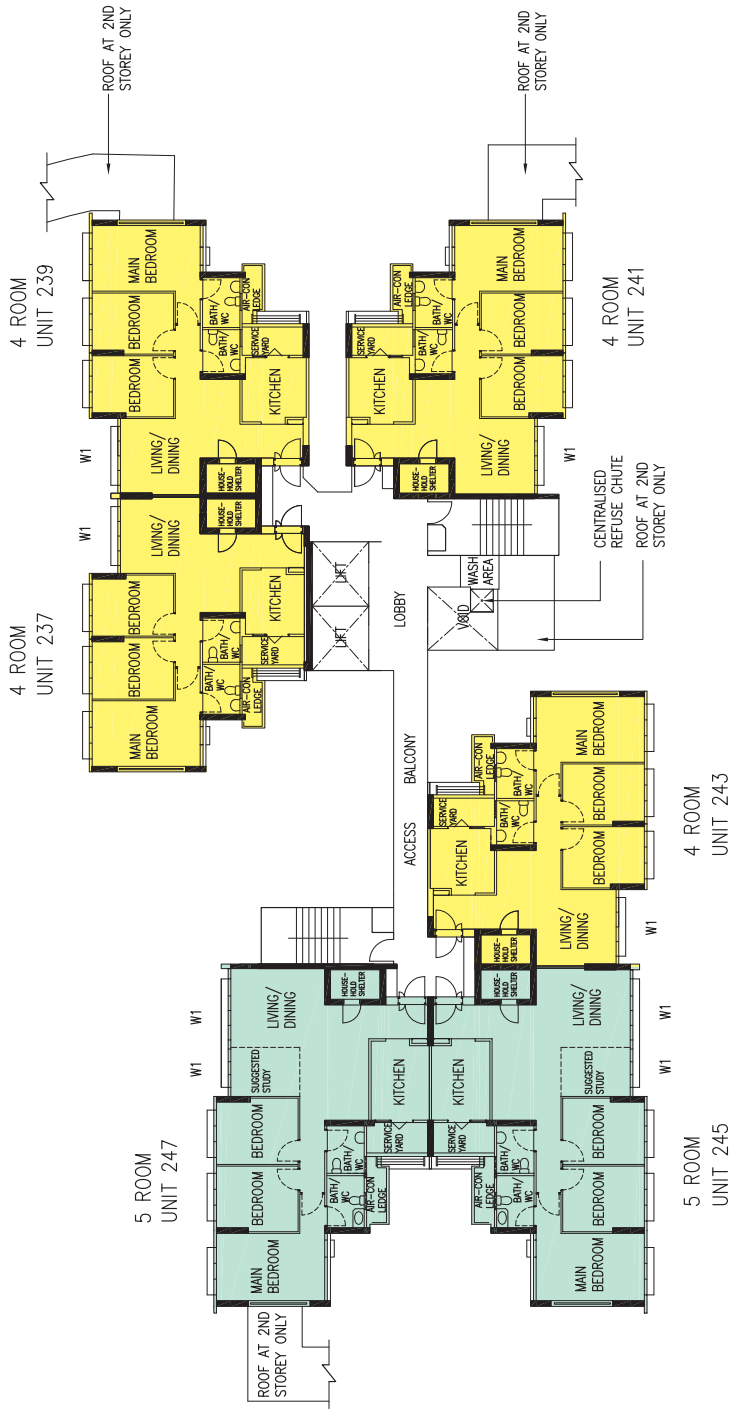 5 ROOM
UNIT 247
W1
W1
ROOF AT 2ND
STOREY ONLY
MAIN
BEDROOM
BEDROOM
BEDROOM
SUGGESTED
STUDY
LIVING/
DINING
BATH/
WC
BATH/
WC
HOUSE-
HOLD
SHELTER
AIR-CON
LEDGE
SERVICE
YARD
KITCHEN
4 ROOM
UNIT 237
W1
MAIN
BEDROOM
BEDROOM
BEDROOM
LIVING/
DINING
BATH/
WC
BATH/
WC
HOUSE-
HOLD
SHELTER
AIR-CON
LEDGE
SERVICE
YARD
KITCHEN
4 ROOM
UNIT 239
W1
ROOF AT 2ND
STOREY ONLY
LIVING/
DINING
BEDROOM
BEDROOM
MAIN
BEDROOM
HOUSE-
HOLD
SHELTER
BATH/
WC
BATH/
WC
KITCHEN
SERVICE
YARD
AIR-CON
LEDGE
LIFT
LIFT
ACCESS
BALCONY
LOBBY
VOID
WASH
AREA
CENTRALISED
REFUSE CHUTE
ROOF AT 2ND
STOREY ONLY
KITCHEN
SERVICE
YARD
AIR-CON
LEDGE
BATH/
WC
BATH/
WC
HOUSE-
HOLD
SHELTER
MAIN
BEDROOM
BEDROOM
BEDROOM
SUGGESTED
STUDY
LIVING/
DINING
W1
W1
5 ROOM
UNIT 245
KITCHEN
SERVICE
YARD
AIR-CON
LEDGE
HOUSE-
HOLD
SHELTER
BATH/
WC
BATH/
WC
LIVING/
DINING
BEDROOM
BEDROOM
MAIN
BEDROOM
W1
4 ROOM
UNIT 243
KITCHEN
SERVICE
YARD
AIR-CON
LEDGE
HOUSE-
HOLD
SHELTER
BATH/
WC
BATH/
WC
LIVING/
DINING
BEDROOM
BEDROOM
MAIN
BEDROOM
W1
4 ROOM
UNIT 241
ROOF AT 2ND
STOREY ONLY